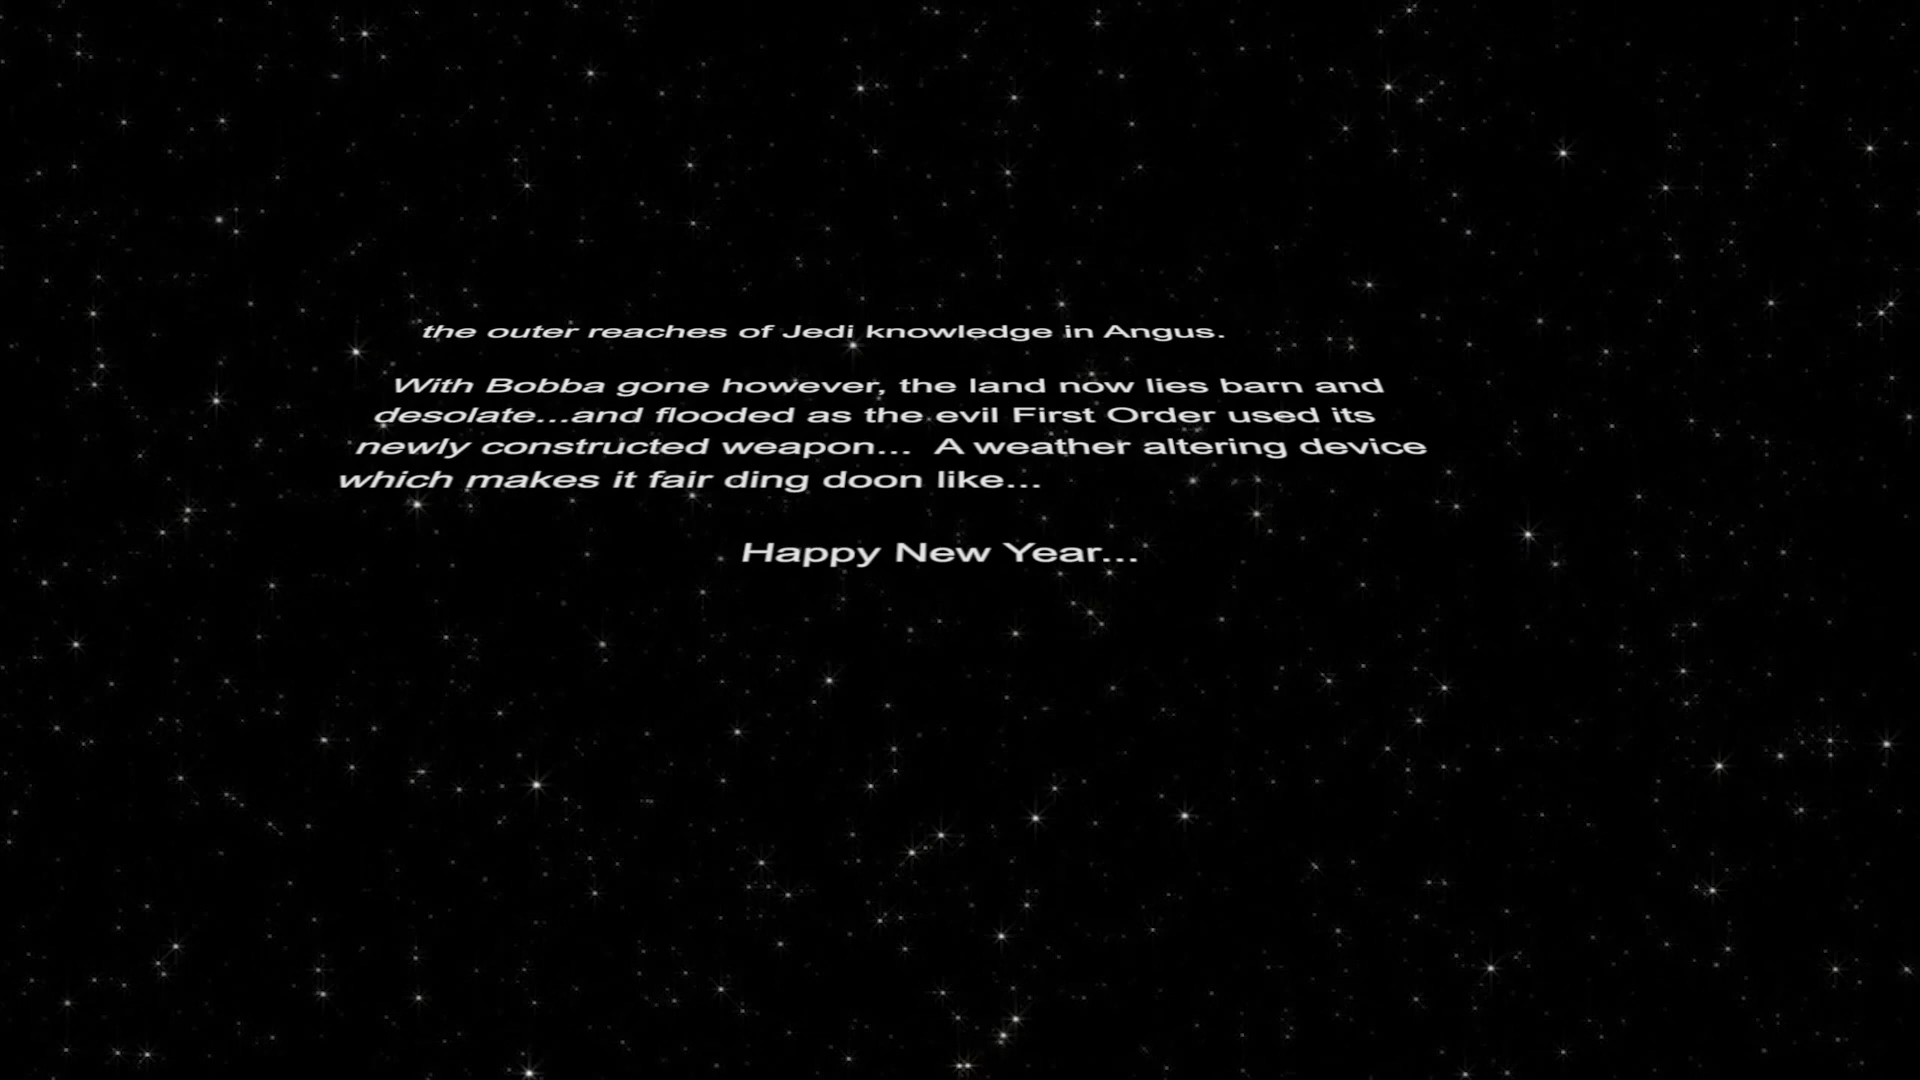 the outer reaches of Jedi knowledge in Angus.
With Bobba gone however, the land now lies barn and
desolate...and flooded as the evil First Order used its
newly constructed weapon...  A weather altering device
which makes it fair ding doon like...
Happy New Year...